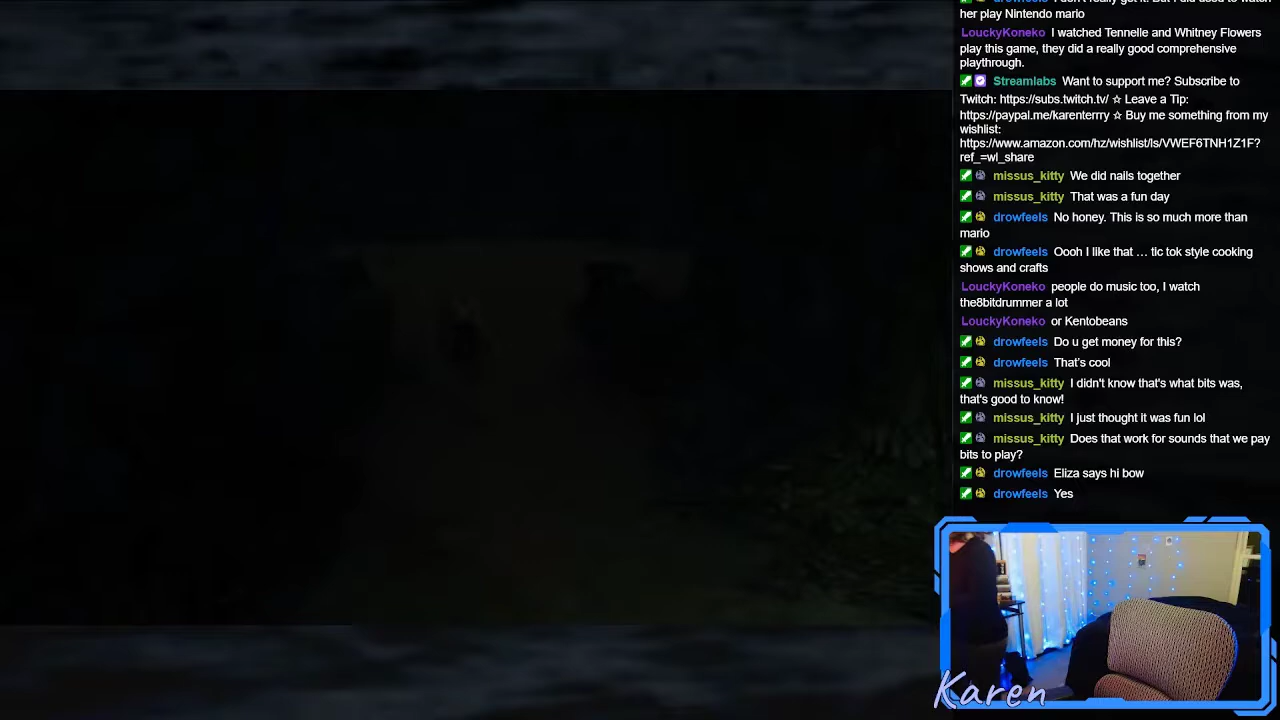 her play Nintendo mario
LouckyKoneko I watched Tennelle and Whitney Flowers
play this game, they did a really good comprehensive
playthrough.
Streamlabs Want to support me? Subscribe to
Twitch: https://subs.twitch.tv/ ☆ Leave a Tip:
https://paypal.me/karenterrry ☆ Buy me something from my
wishlist:
https://www.amazon.com/hz/wishlist/ls/VWEF6TNH1Z1F?
ref_=wl_share
missus_kitty We did nails together
missus_kitty That was a fun day
drowfeels No honey. This is so much more than
mario
drowfeels Oooh I like that … tic tok style cooking
shows and crafts
LouckyKoneko people do music too, I watch
the8bitdrummer a lot
LouckyKoneko or Kentobeans
drowfeels Do u get money for this?
drowfeels That's cool
missus_kitty I didn't know that's what bits was,
that's good to know!
missus_kitty I just thought it was fun lol
missus_kitty Does that work for sounds that we pay
bits to play?
drowfeels Eliza says hi bow
drowfeels Yes
Karen